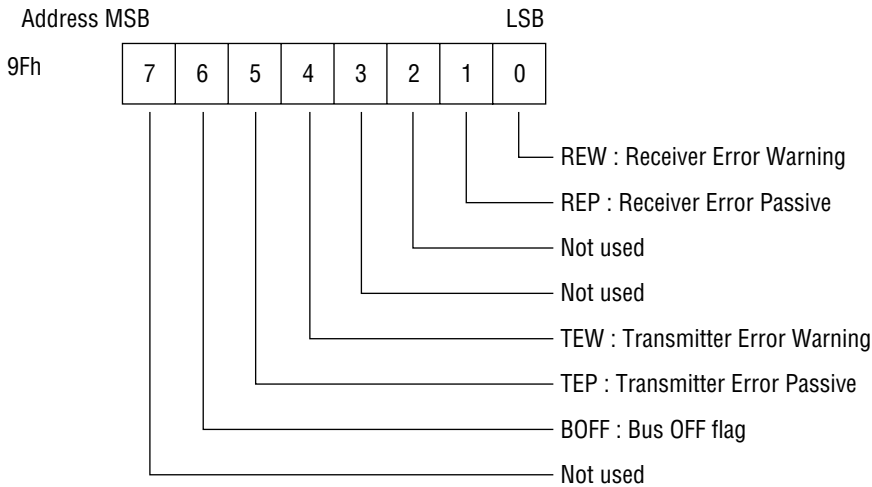 Address MSB LSB
9Fh 7 6 5 4 3 2 1 0
REW : Receiver Error Warning
REP : Receiver Error Passive
Not used
Not used
TEW : Transmitter Error Warning
TEP : Transmitter Error Passive
BOFF : Bus OFF flag
Not used